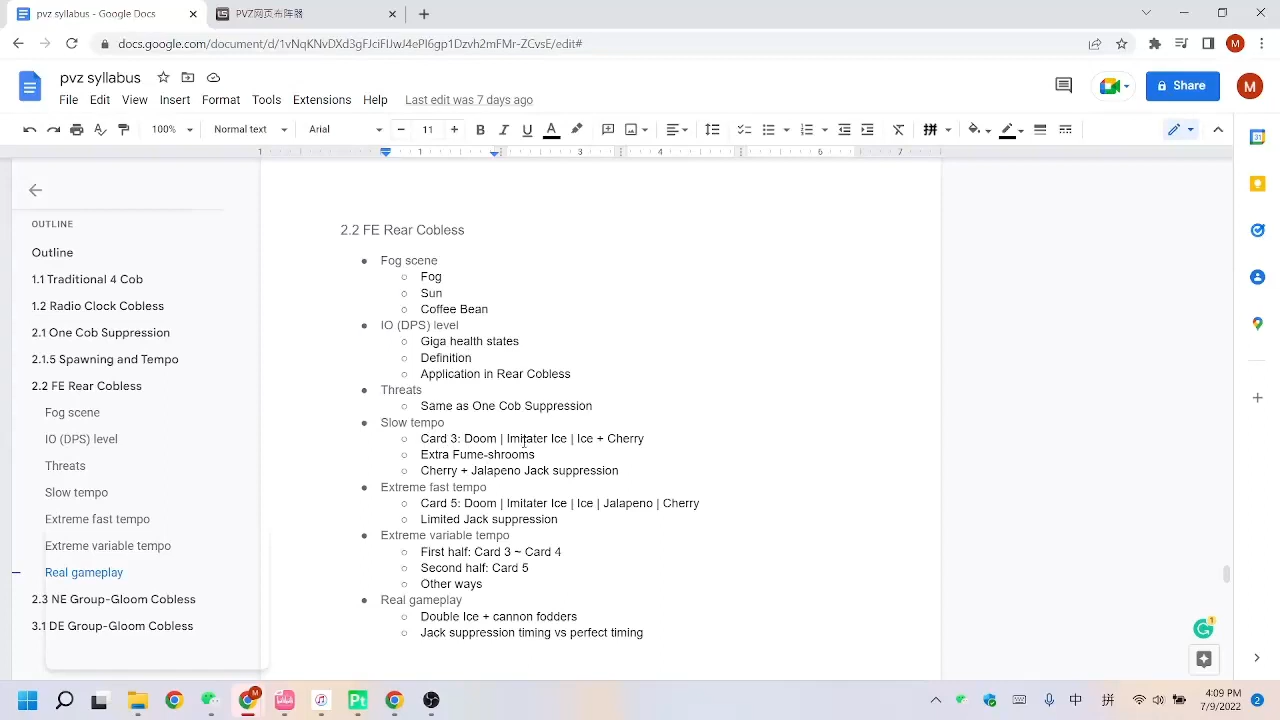 pvz syllabus - Google Docs
PVZ网页布阵器
docs.google.com/document/d/1vNqKNvDXd3gFJciFIJwJ4ePI6gp1Dzvh2mFMr-ZCvsE/edit#
pvz syllabus
File Edit View Insert Format Tools Extensions Help Last edit was 7 days ago
Share
M
100% Normal text Arial 11
1 1 3 4 6 7
OUTLINE
Outline
1.1 Traditional 4 Cob
1.2 Radio Clock Cobless
2.1 One Cob Suppression
2.1.5 Spawning and Tempo
2.2 FE Rear Cobless
Fog scene
IO (DPS) level
Threats
Slow tempo
Extreme fast tempo
Extreme variable tempo
Real gameplay
2.3 NE Group-Gloom Cobless
3.1 DE Group-Gloom Cobless
2.2 FE Rear Cobless
● Fog scene
○ Fog
○ Sun
○ Coffee Bean
● IO (DPS) level
○ Giga health states
○ Definition
○ Application in Rear Cobless
● Threats
○ Same as One Cob Suppression
● Slow tempo
○ Card 3: Doom | Imitater Ice | Ice + Cherry
○ Extra Fume-shrooms
○ Cherry + Jalapeno Jack suppression
● Extreme fast tempo
○ Card 5: Doom | Imitater Ice | Ice | Jalapeno | Cherry
○ Limited Jack suppression
● Extreme variable tempo
○ First half: Card 3 ~ Card 4
○ Second half: Card 5
○ Other ways
● Real gameplay
○ Double Ice + cannon fodders
○ Jack suppression timing vs perfect timing
中 拼
4:09 PM
7/9/2022
2